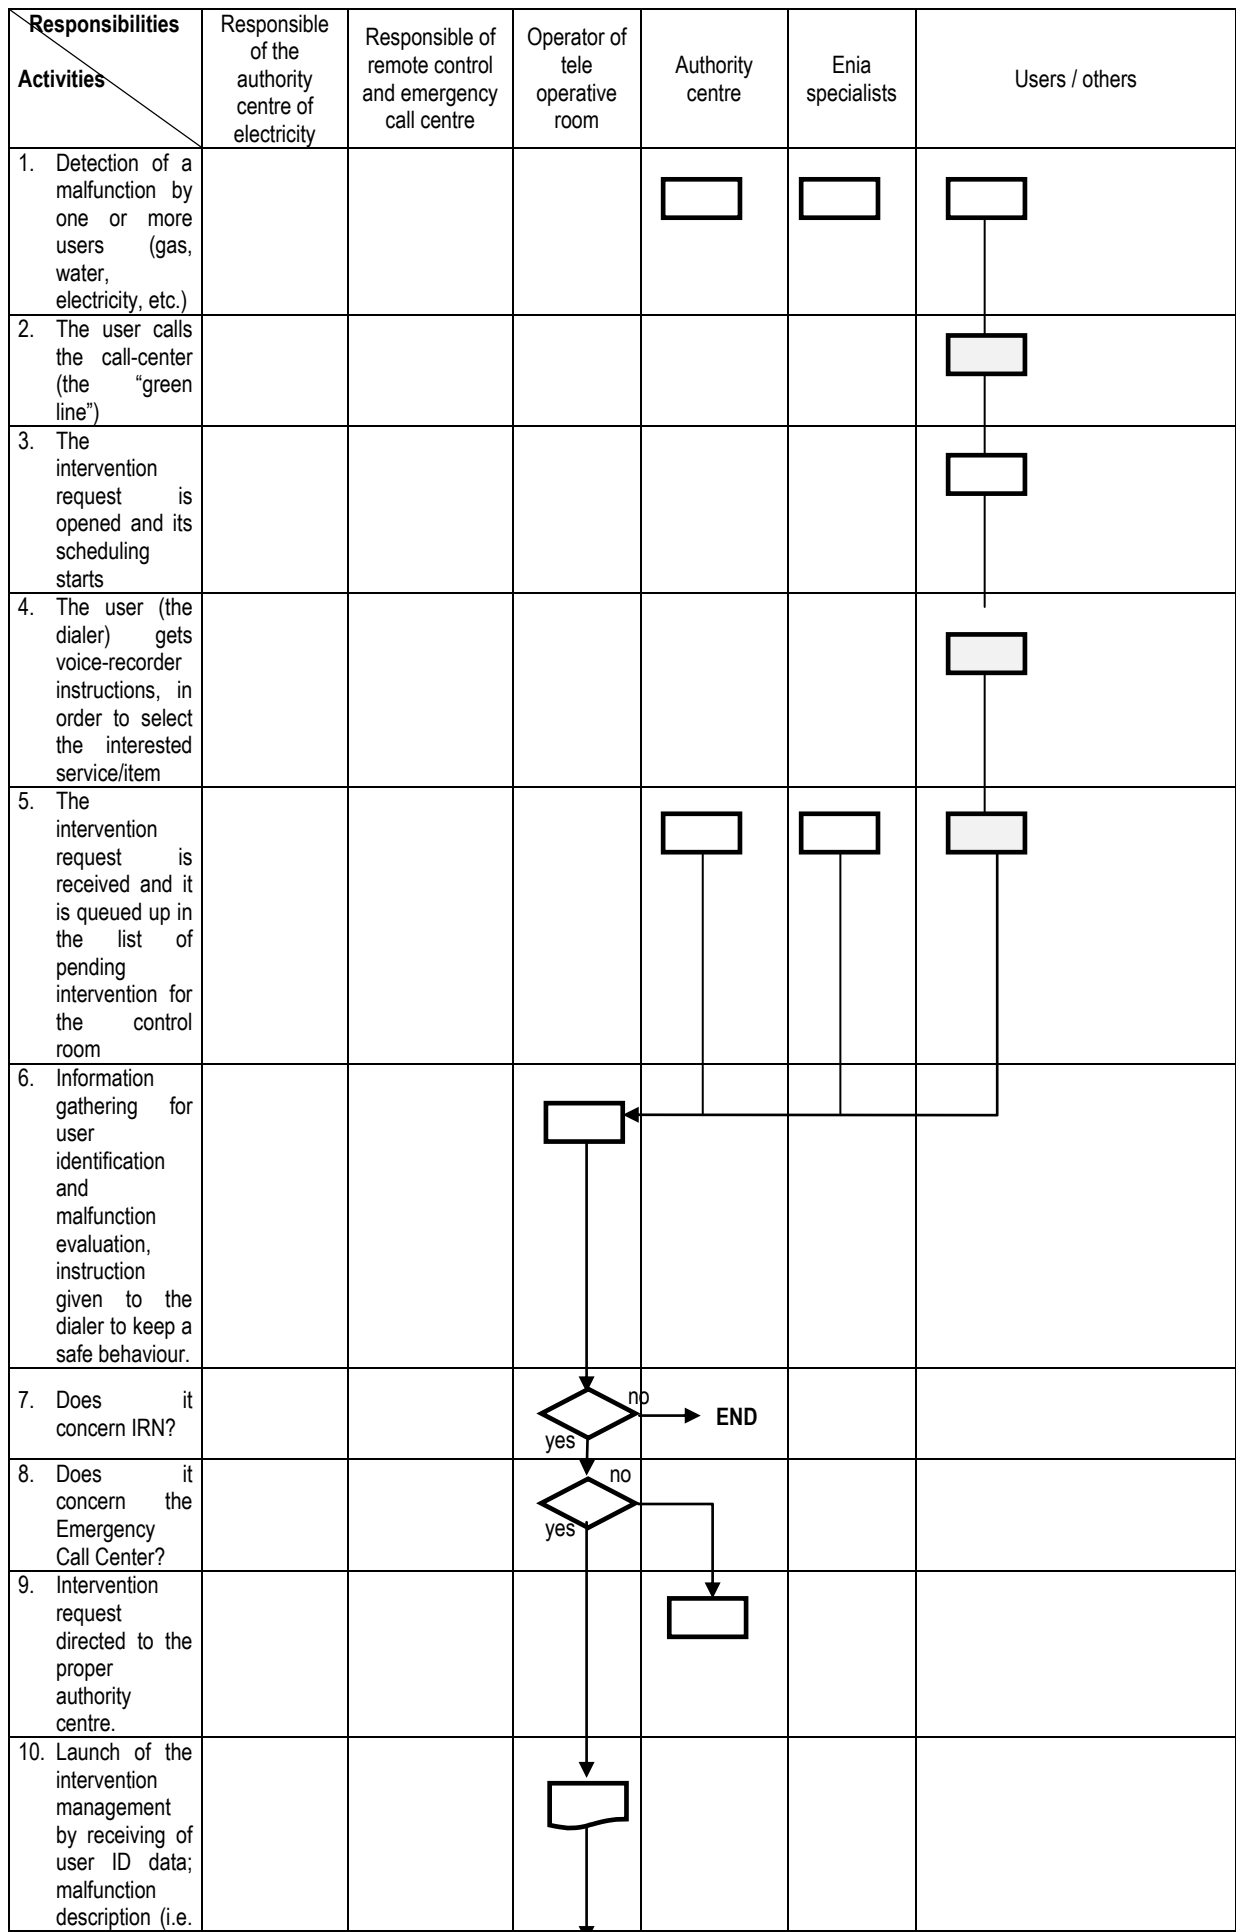 Responsibilities
Activities
Responsible
of the
authority
centre of
electricity
Responsible of
remote control
and emergency
call centre
Operator of
tele
operative
room
Authority
centre
Enia
specialists
Users / others
1. Detection of a
malfunction by
one or more
users (gas,
water,
electricity, etc.)
2. The user calls
the call-center
(the “green
line”)
3. The
intervention
request is
opened and its
scheduling
starts
4. The user (the
dialer) gets
voice-recorder
instructions, in
order to select
the interested
service/item
5. The
intervention
request is
received and it
is queued up in
the list of
pending
intervention for
the control
room
6. Information
gathering for
user
identification
and
malfunction
evaluation,
instruction
given to the
dialer to keep a
safe behaviour.
7. Does it
concern IRN?
no
END
yes
8. Does it
concern the
Emergency
Call Center?
no
yes
9. Intervention
request
directed to the
proper
authority
centre.
10. Launch of the
intervention
management
by receiving of
user ID data;
malfunction
description (i.e.